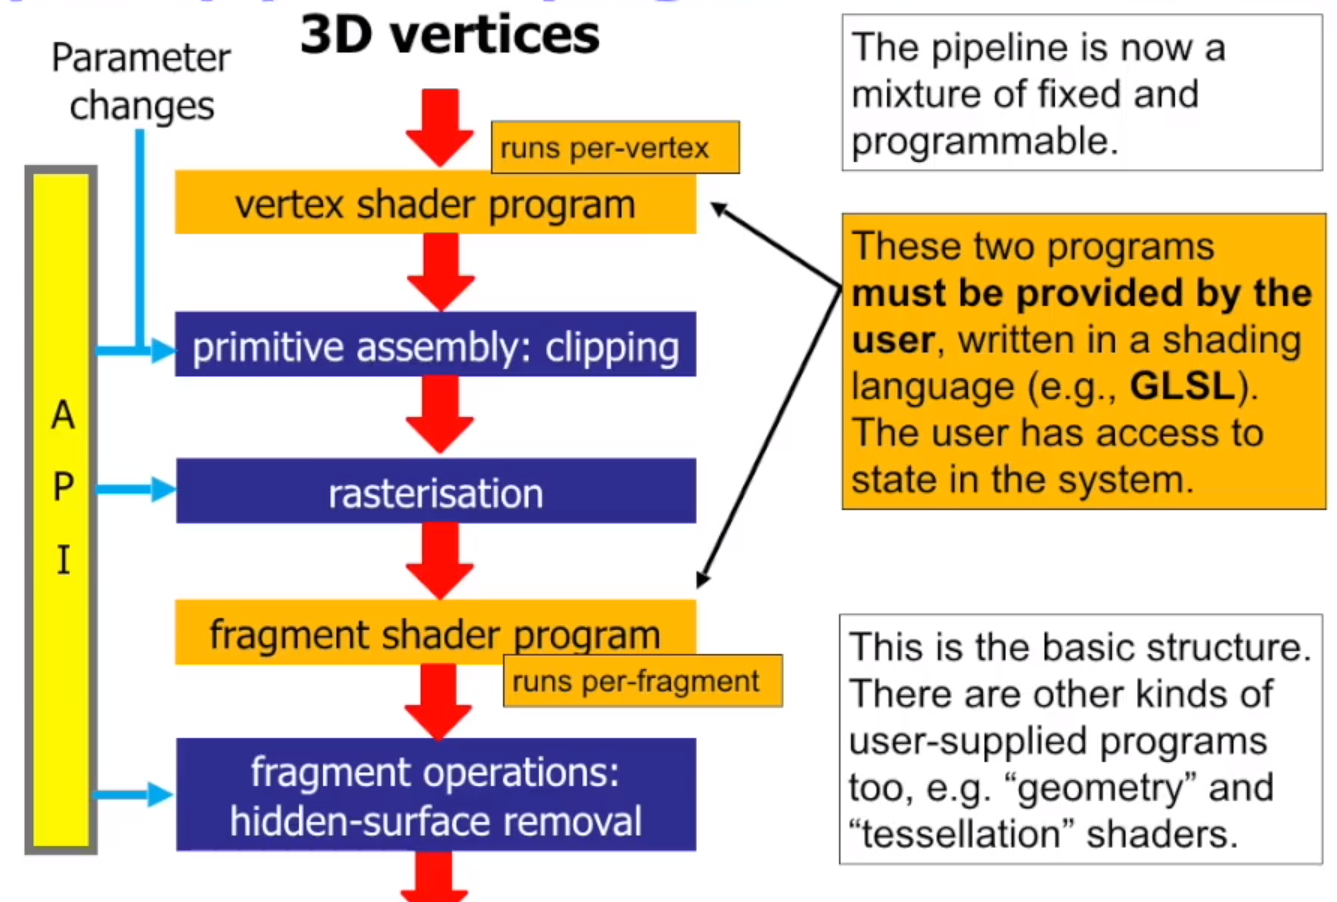 3D vertices
Parameter
changes
runs per-vertex
vertex shader program
primitive assembly: clipping
rasterisation
fragment shader program
runs per-fragment
fragment operations:
hidden-surface removal
A
P
I
The pipeline is now a
mixture of fixed and
programmable.
These two programs
must be provided by the
user, written in a shading
language (e.g., GLSL).
The user has access to
state in the system.
This is the basic structure.
There are other kinds of
user-supplied programs
too, e.g. “geometry” and
“tessellation” shaders.